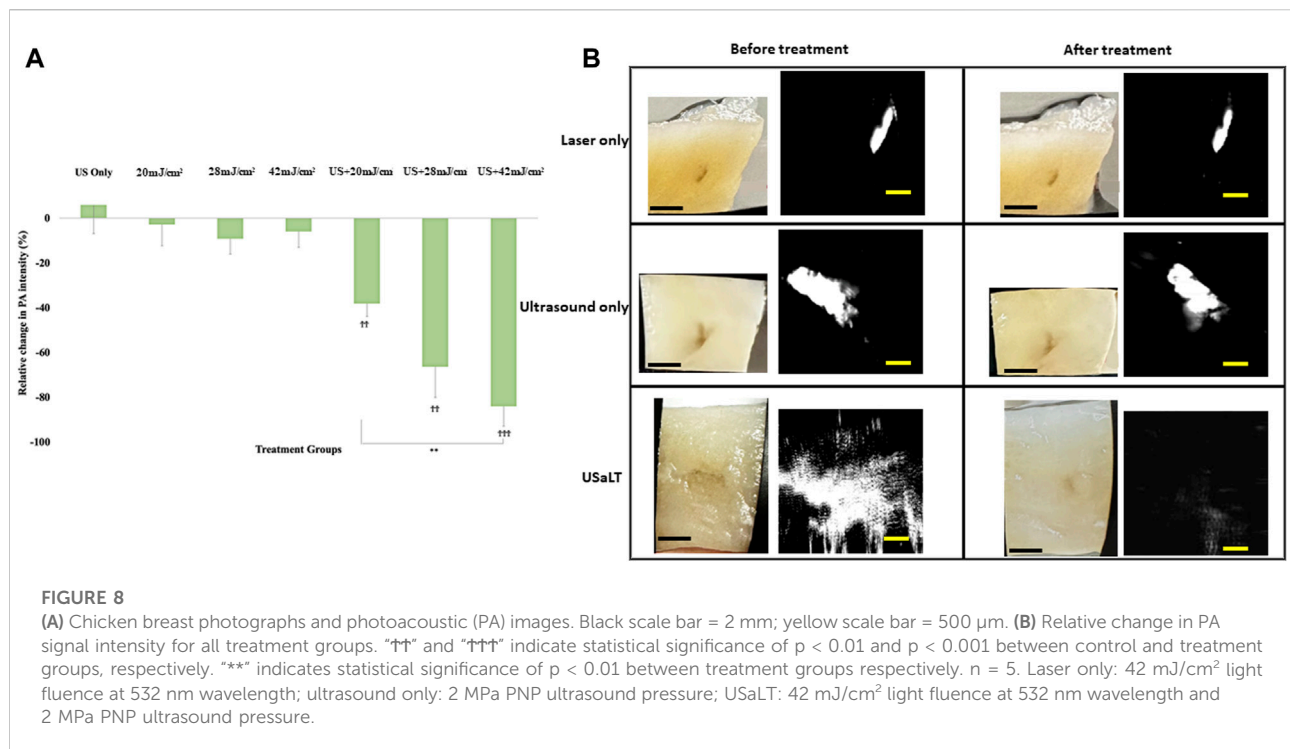 A
US Only 20mJ/cm² 28mJ/cm² 42mJ/cm² US+20mJ/cm US+28mJ/cm US+42mJ/cm²
0
-20
-40
-60
-80
-100
Relative change in PA intensity (%)
††
††
†††
**
Treatment Groups
B
Before treatment After treatment
Laser only
Ultrasound only
USaLT
FIGURE 8
(A) Chicken breast photographs and photoacoustic (PA) images. Black scale bar = 2 mm; yellow scale bar = 500 µm. (B) Relative change in PA
signal intensity for all treatment groups. “††” and “†††” indicate statistical significance of p < 0.01 and p < 0.001 between control and treatment
groups, respectively. “**” indicates statistical significance of p < 0.01 between treatment groups respectively. n = 5. Laser only: 42 mJ/cm² light
fluence at 532 nm wavelength; ultrasound only: 2 MPa PNP ultrasound pressure; USaLT: 42 mJ/cm² light fluence at 532 nm wavelength and
2 MPa PNP ultrasound pressure.